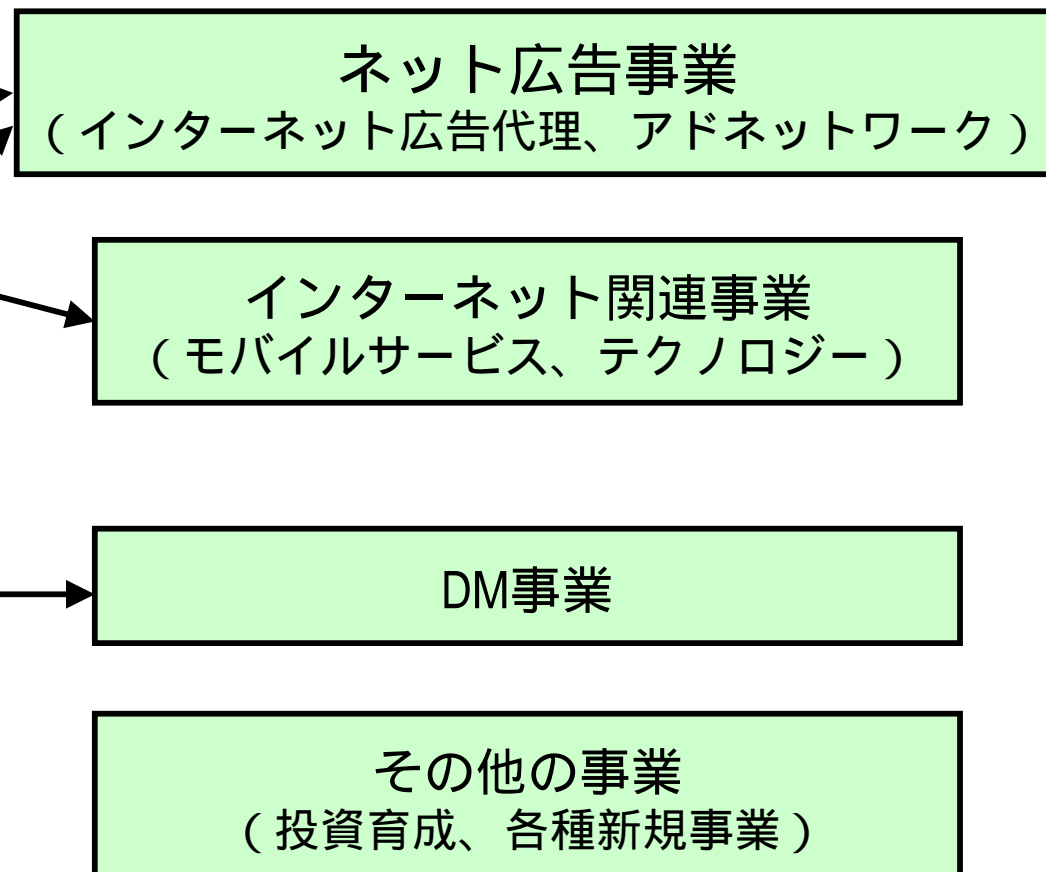 ネット広告事業
（インターネット広告代理、アドネットワーク）
インターネット関連事業
（モバイルサービス、テクノロジー）
DM事業
その他の事業
（投資育成、各種新規事業）